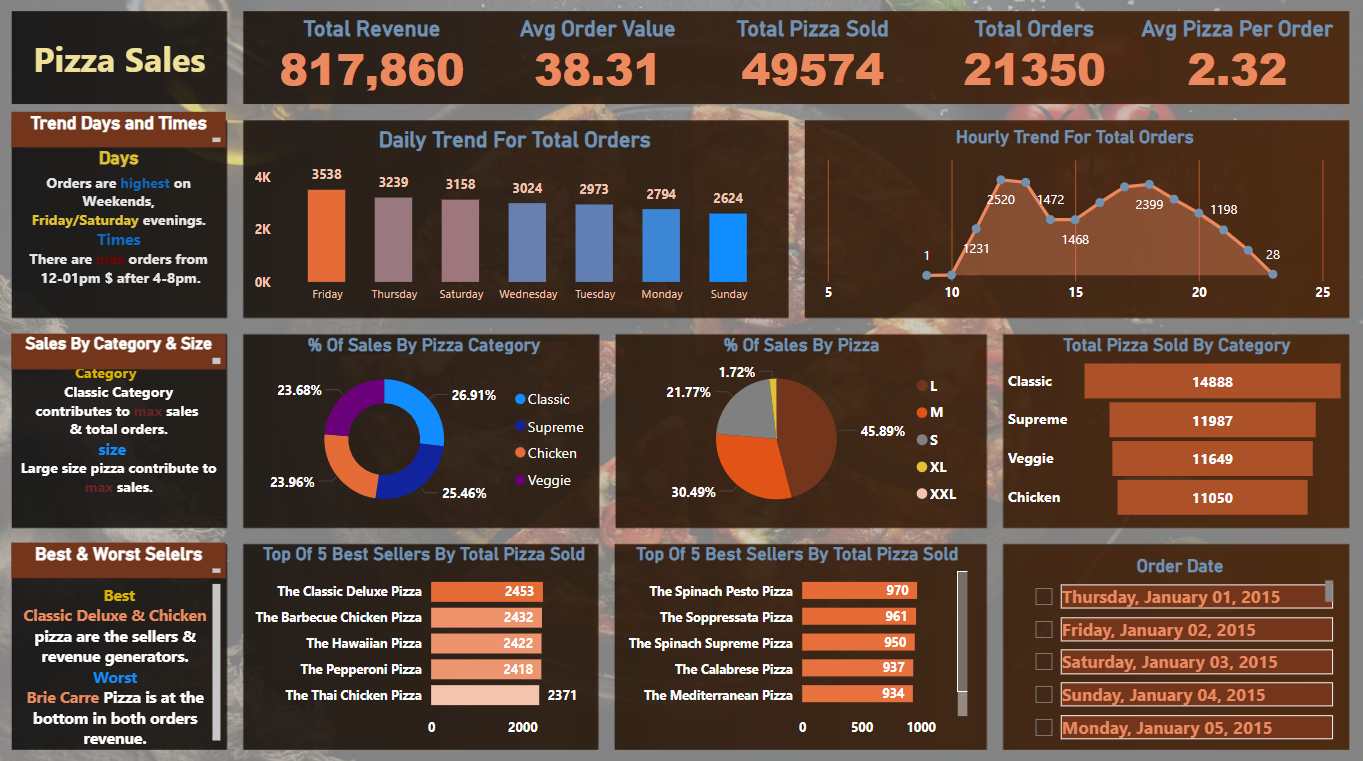 Pizza Sales
Total Revenue
817,860
Avg Order Value
38.31
Total Pizza Sold
49574
Total Orders
21350
Avg Pizza Per Order
2.32
Trend Days and Times
Days
Orders are highest on
Weekends,
Friday/Saturday evenings.
Times
There are max orders from
12-01pm $ after 4-8pm.
Daily Trend For Total Orders
4K
2K
0K
3538
3239
3158
3024
2973
2794
2624
Friday
Thursday
Saturday
Wednesday
Tuesday
Monday
Sunday
Hourly Trend For Total Orders
1
1231
2520
1472
1468
2399
1198
28
5
10
15
20
25
Sales By Category & Size
Category
Classic Category
contributes to max sales
& total orders.
size
Large size pizza contribute to
max sales.
% Of Sales By Pizza Category
23.68%
26.91%
23.96%
25.46%
Classic
Supreme
Chicken
Veggie
% Of Sales By Pizza
1.72%
21.77%
45.89%
30.49%
L
M
S
XL
XXL
Total Pizza Sold By Category
Classic 14888
Supreme 11987
Veggie 11649
Chicken 11050
Best & Worst Selelrs
Best
Classic Deluxe & Chicken
pizza are the sellers &
revenue generators.
Worst
Brie Carre Pizza is at the
bottom in both orders
revenue.
Top Of 5 Best Sellers By Total Pizza Sold
The Classic Deluxe Pizza 2453
The Barbecue Chicken Pizza 2432
The Hawaiian Pizza 2422
The Pepperoni Pizza 2418
The Thai Chicken Pizza 2371
0 2000
Top Of 5 Best Sellers By Total Pizza Sold
The Spinach Pesto Pizza 970
The Soppressata Pizza 961
The Spinach Supreme Pizza 950
The Calabrese Pizza 937
The Mediterranean Pizza 934
0 500 1000
Order Date
Thursday, January 01, 2015
Friday, January 02, 2015
Saturday, January 03, 2015
Sunday, January 04, 2015
Monday, January 05, 2015